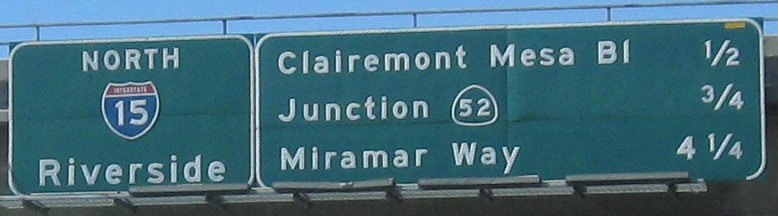 NORTH
INTERSTATE
15
Riverside
Clairemont Mesa Bl 1/2
Junction 52 3/4
Miramar Way 4 1/4